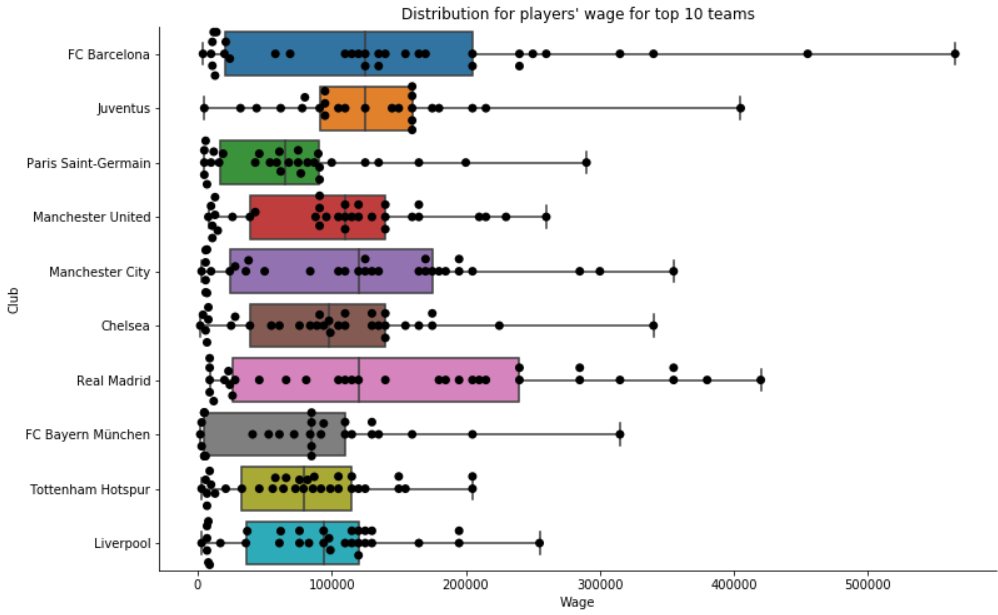 Distribution for players' wage for top 10 teams
Club
FC Barcelona
Juventus
Paris Saint-Germain
Manchester United
Manchester City
Chelsea
Real Madrid
FC Bayern München
Tottenham Hotspur
Liverpool
0 100000 200000 300000 400000 500000
Wage